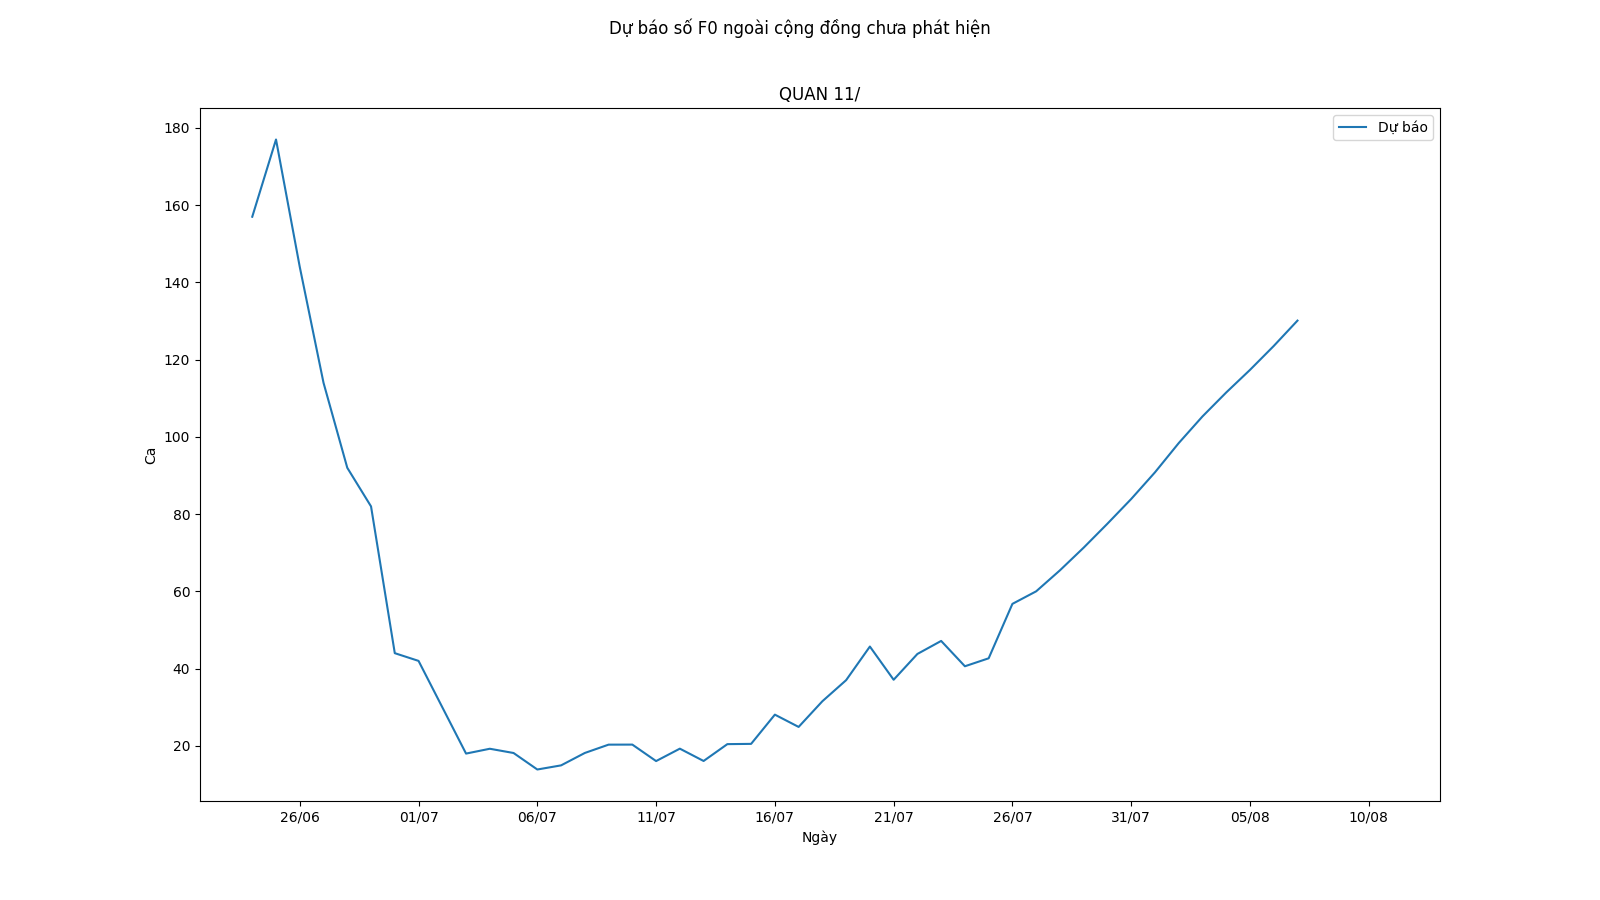 Dự báo số F0 ngoài cộng đồng chưa phát hiện
QUAN 11/
Dự báo
180
160
140
120
100
80
60
40
20
Ca
26/06 01/07 06/07 11/07 16/07 21/07 26/07 31/07 05/08 10/08
Ngày